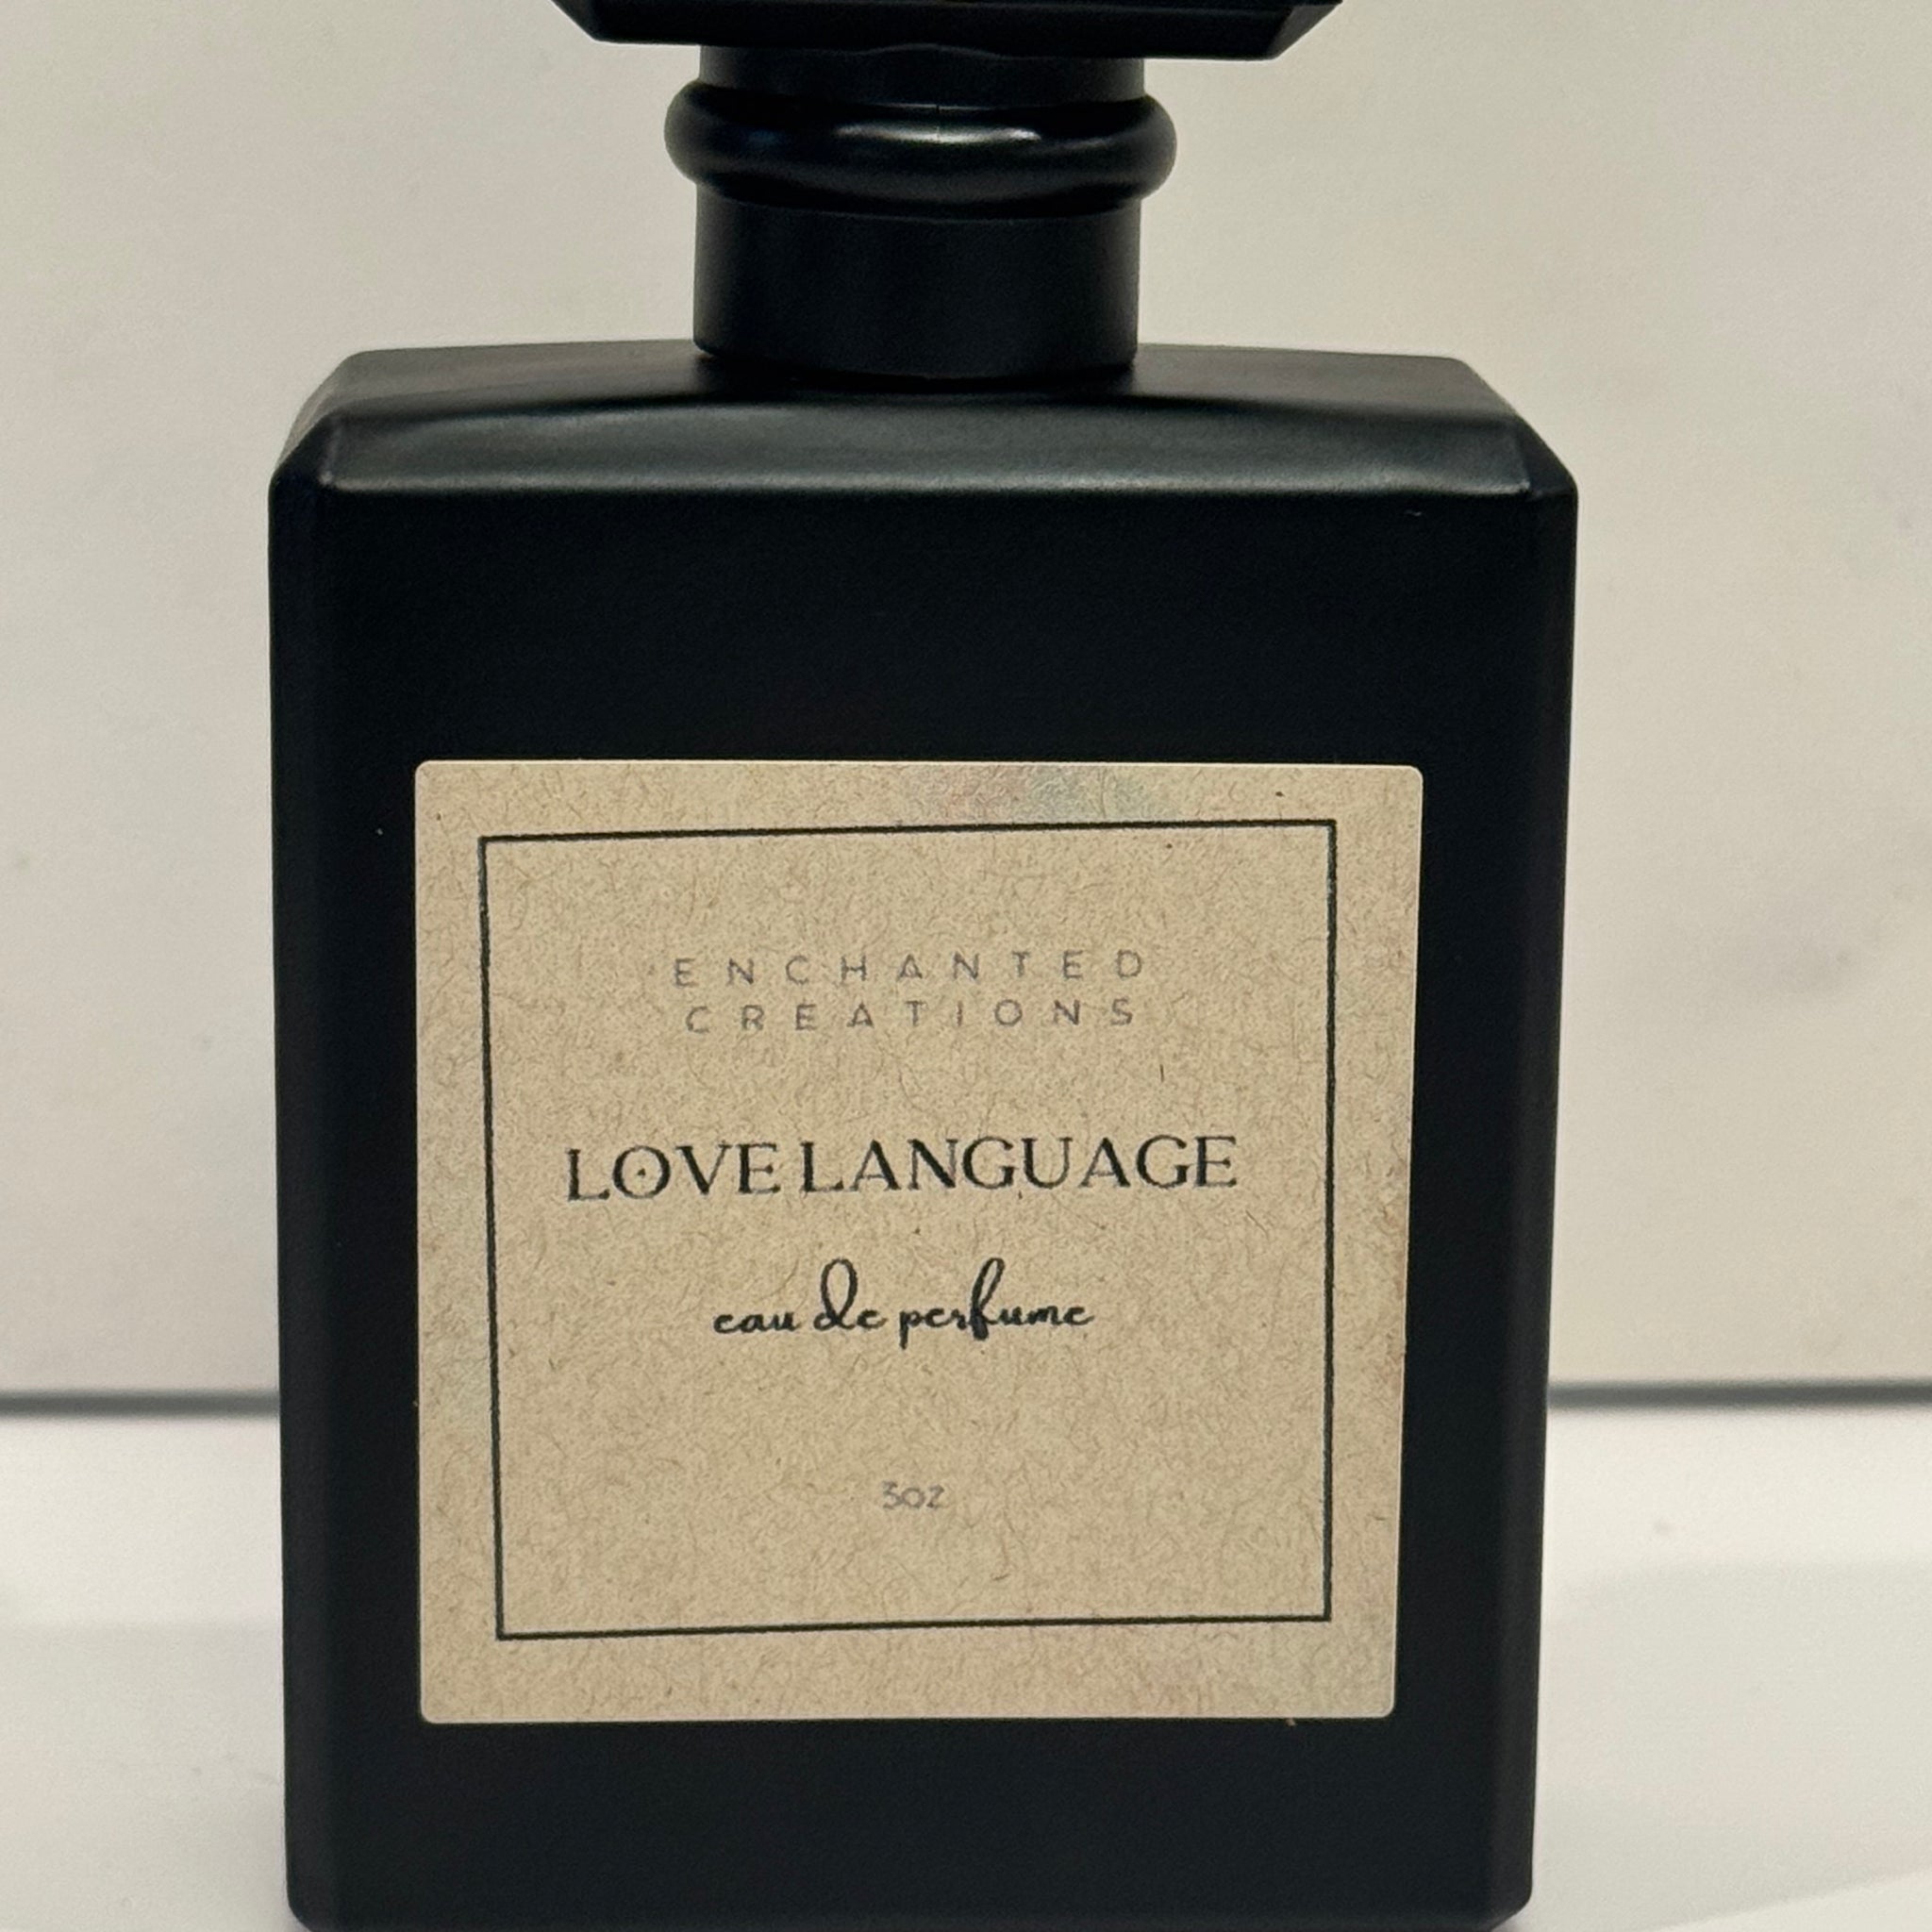 ENCHANTED
CREATIONS
LOVE LANGUAGE
eau de perfume
3oz